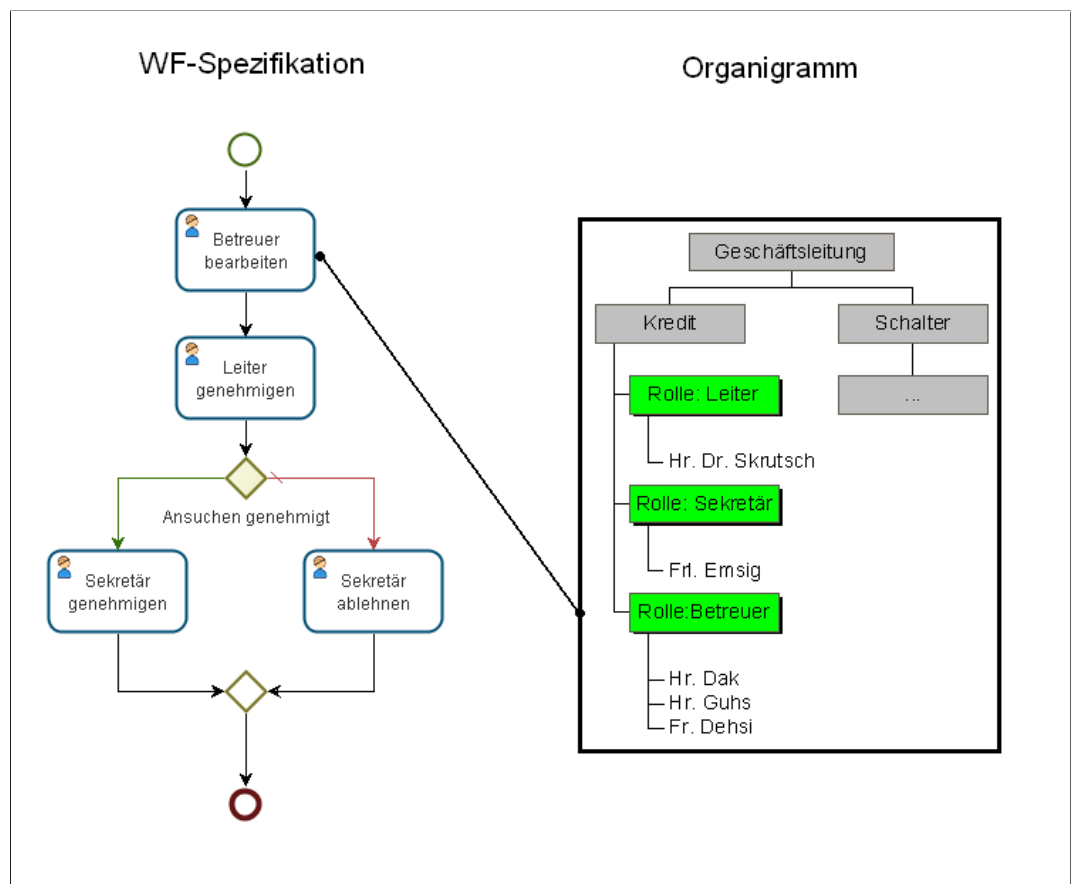 WF-Spezifikation
Organigramm
Betreuer
bearbeiten
Leiter
genehmigen
Ansuchen genehmigt
Sekretär
genehmigen
Sekretär
ablehnen
Geschäftsleitung
Kredit
Schalter
Rolle: Leiter
...
Hr. Dr. Skrutsch
Rolle: Sekretär
Frl. Emsig
Rolle:Betreuer
Hr. Dak
Hr. Guhs
Fr. Dehsi